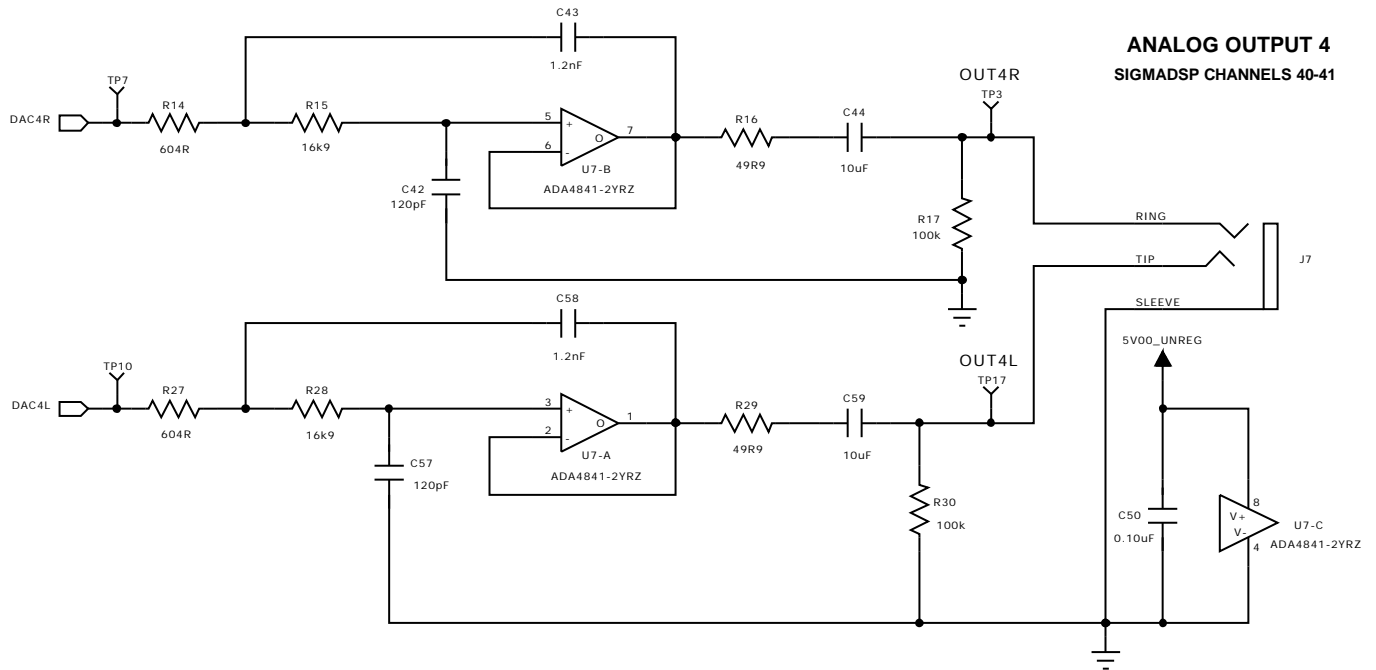 ANALOG OUTPUT 4
SIGMADSP CHANNELS 40-41
C43
1.2nF
TP7
DAC4R
R14
604R
R15
16k9
5
+
6
-
O
7
U7-B
ADA4841-2YRZ
C42
120pF
R16
49R9
C44
10uF
OUT4R
TP3
R17
100k
RING
TIP
SLEEVE
J7
C58
1.2nF
TP10
DAC4L
R27
604R
R28
16k9
3
+
2
-
O
1
U7-A
ADA4841-2YRZ
C57
120pF
R29
49R9
C59
10uF
OUT4L
TP17
R30
100k
5V00_UNREG
C50
0.10uF
8
V+
V-
4
U7-C
ADA4841-2YRZ